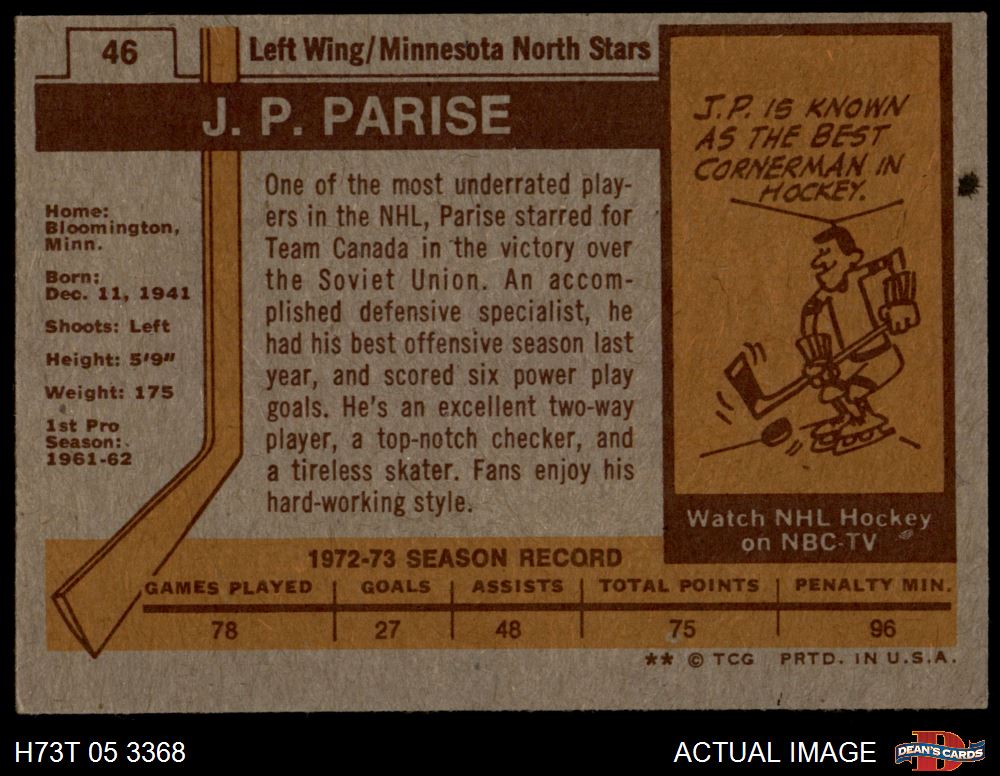 46
Left Wing/Minnesota North Stars
J. P. PARISE
Home:
Bloomington,
Minn.
Born:
Dec. 11, 1941
Shoots: Left
Height: 5'9"
Weight: 175
1st Pro
Season:
1961-62
One of the most underrated play-
ers in the NHL, Parise starred for
Team Canada in the victory over
the Soviet Union. An accom-
plished defensive specialist, he
had his best offensive season last
year, and scored six power play
goals. He's an excellent two-way
player, a top-notch checker, and
a tireless skater. Fans enjoy his
hard-working style.
J.P. IS KNOWN
AS THE BEST
CORNERMAN IN
HOCKEY.
Watch NHL Hockey
on NBC-TV
1972-73 SEASON RECORD
GAMES PLAYED GOALS ASSISTS TOTAL POINTS PENALTY MIN.
78 27 48 75 96
** © TCG PRTD. IN U.S.A.
H73T 05 3368
ACTUAL IMAGE
DEAN'S CARDS